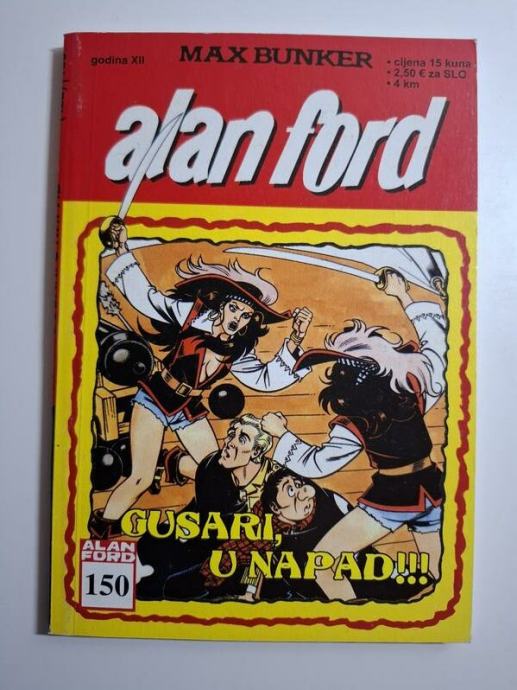 godina XII
MAX BUNKER
• cijena 15 kuna
• 2,50 € za SLO
• 4 km
alan ford
GUSARI,
U NAPAD!!!
ALAN
FORD
150